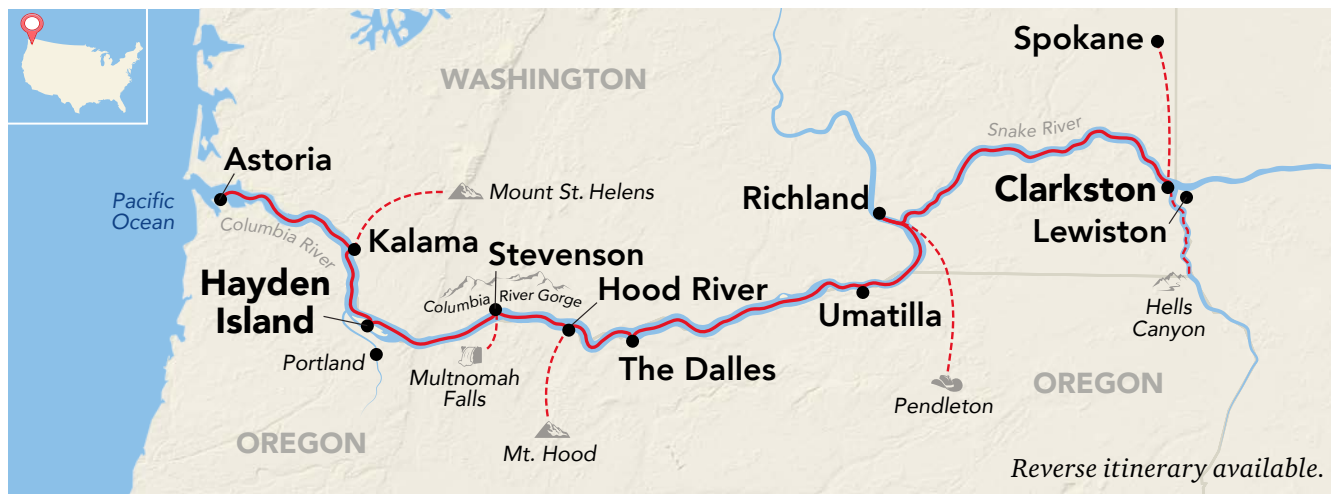 Spokane
WASHINGTON
Snake River
Astoria
Pacific
Ocean
Mount St. Helens
Richland
Clarkston
Lewiston
Columbia River
Kalama
Stevenson
Hayden
Island
Columbia River Gorge
Hood River
Umatilla
Hells
Canyon
Portland
Multnomah
Falls
The Dalles
OREGON
Pendleton
OREGON
Mt. Hood
Reverse itinerary available.